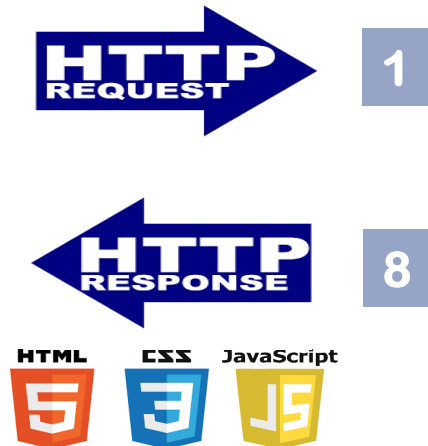 HTTP
REQUEST
1
HTTP
RESPONSE
8
HTML CSS JavaScript
5 3 JS